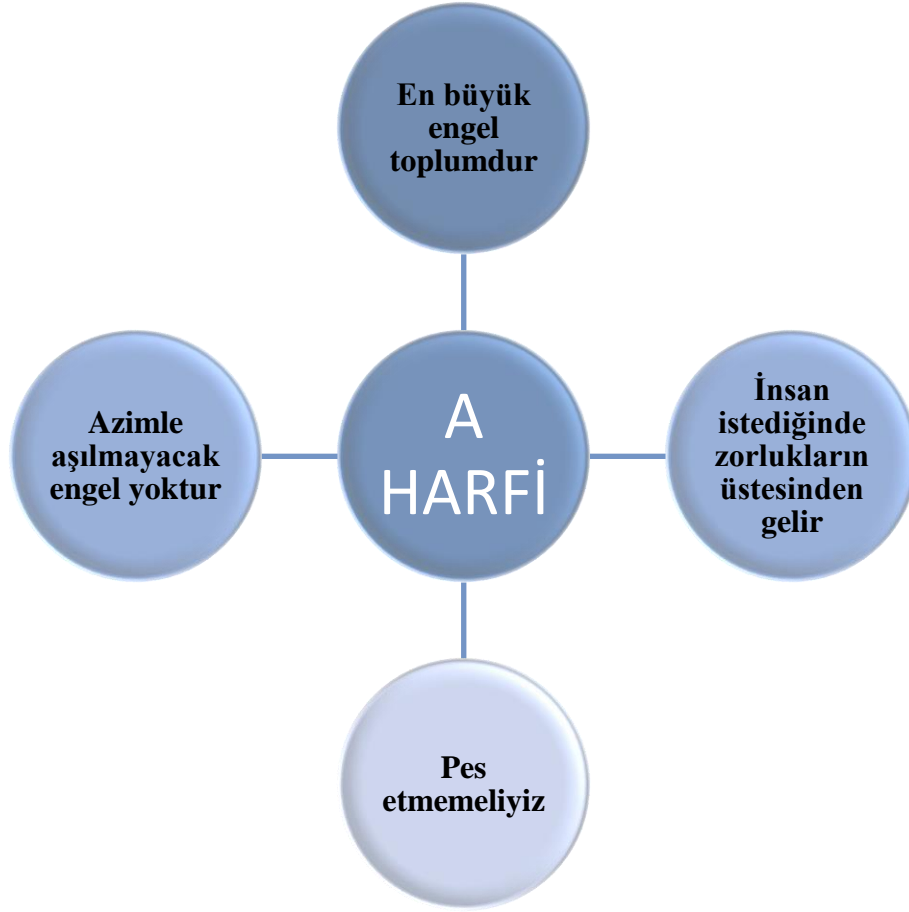 En büyük
engel
toplumdur
Azimle
aşılmayacak
engel yoktur
A
HARFİ
İnsan
istediğinde
zorlukların
üstesinden
gelir
Pes
etmemeliyiz